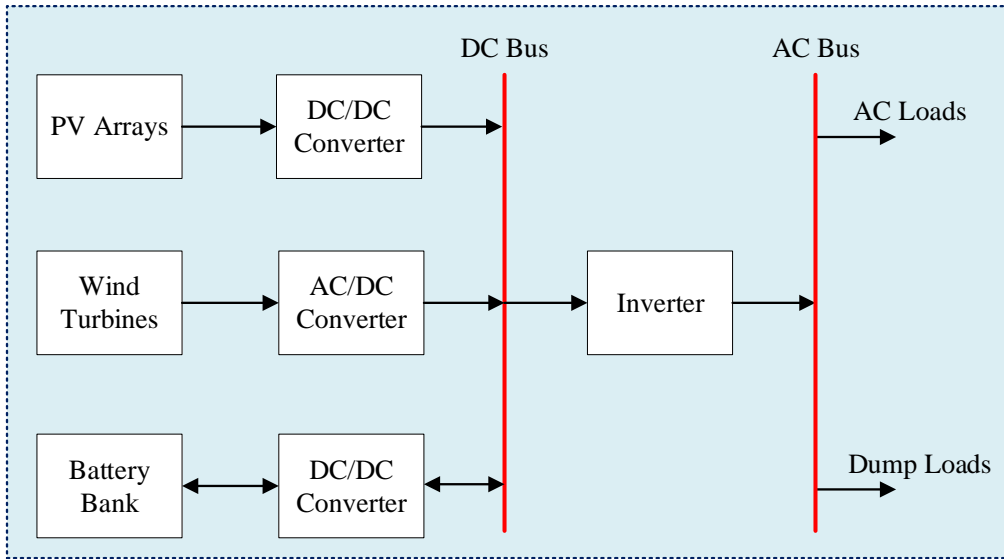 DC Bus
AC Bus
PV Arrays
DC/DC
Converter
AC Loads
Wind
Turbines
AC/DC
Converter
Inverter
Battery
Bank
DC/DC
Converter
Dump Loads